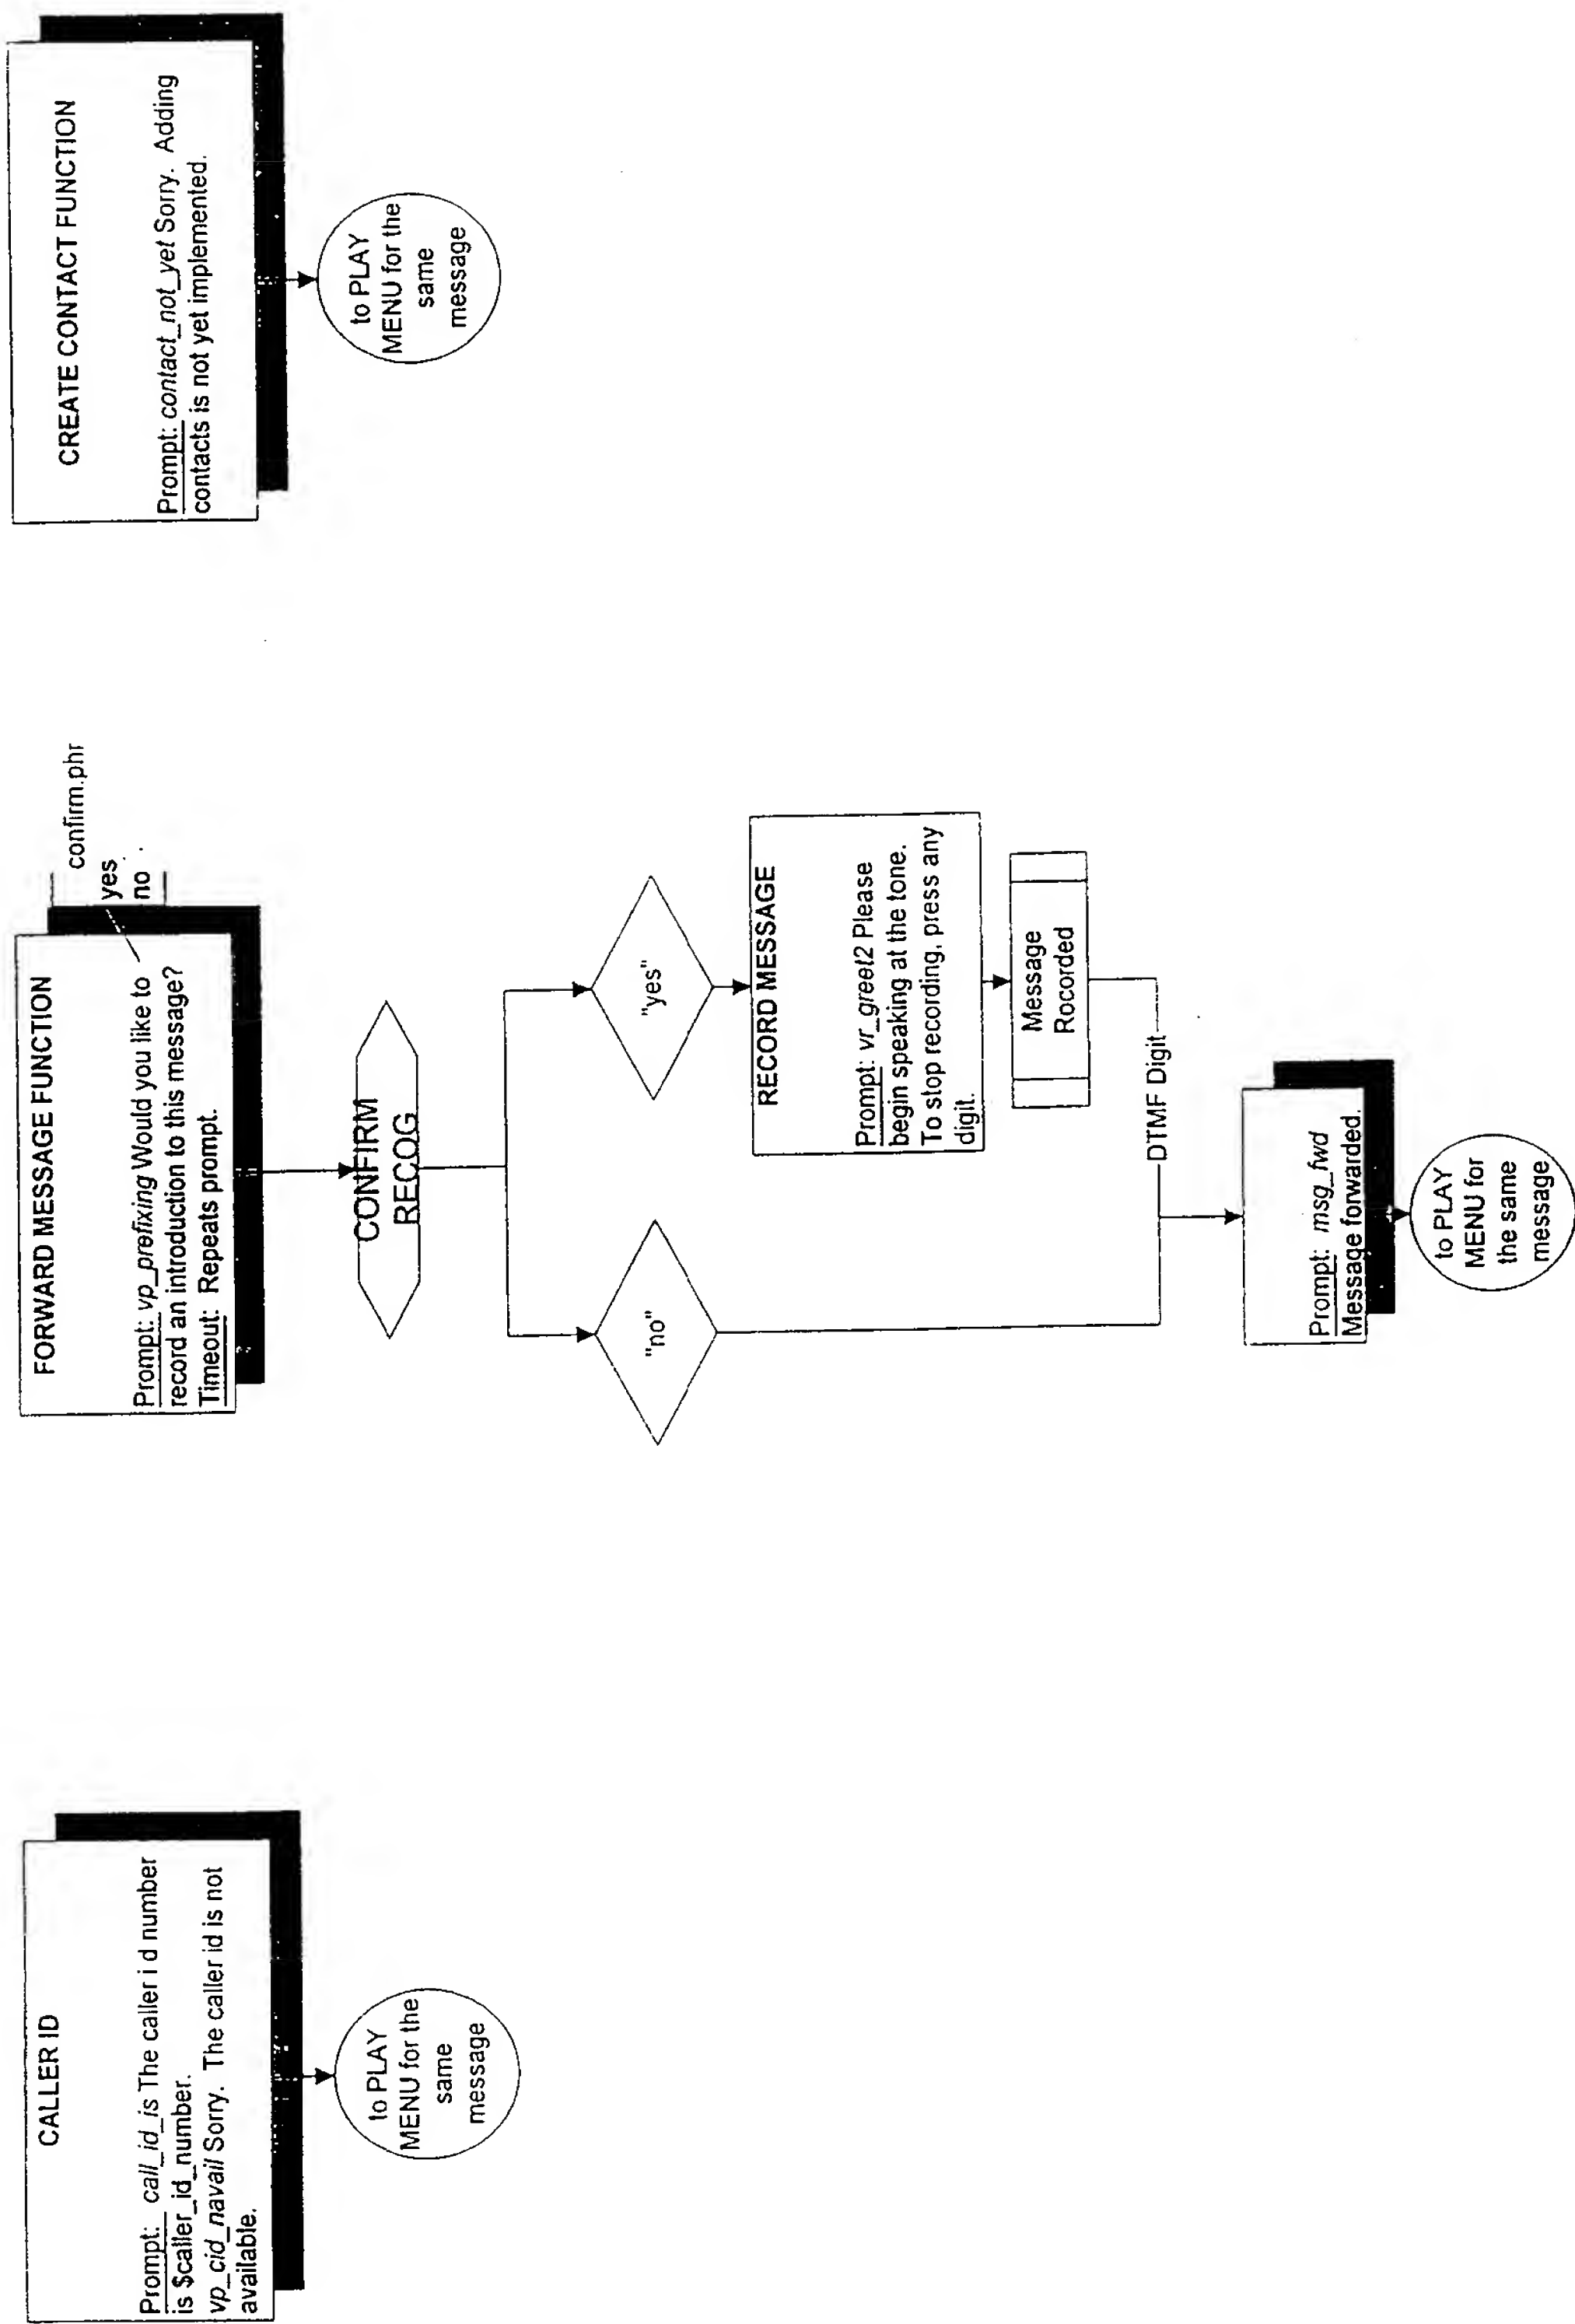 CALLER ID
Prompt: call_id_is The caller i d number
is $caller_id_number.
vp_cid_navail Sorry. The caller id is not
available.
to PLAY
MENU for the
same
message
FORWARD MESSAGE FUNCTION
Prompt: vp_prefixing Would you like to
record an introduction to this message?
Timeout: Repeats prompt.
confirm.phr
yes
no
CONFIRM
RECOG
"no"
"yes"
RECORD MESSAGE
Prompt: vr_greet2 Please
begin speaking at the tone.
To stop recording, press any
digit.
Message
Rocorded
DTMF Digit
Prompt: msg_fwd
Message forwarded.
to PLAY
MENU for
the same
message
CREATE CONTACT FUNCTION
Prompt: contact_not_yet Sorry. Adding
contacts is not yet implemented.
to PLAY
MENU for the
same
message